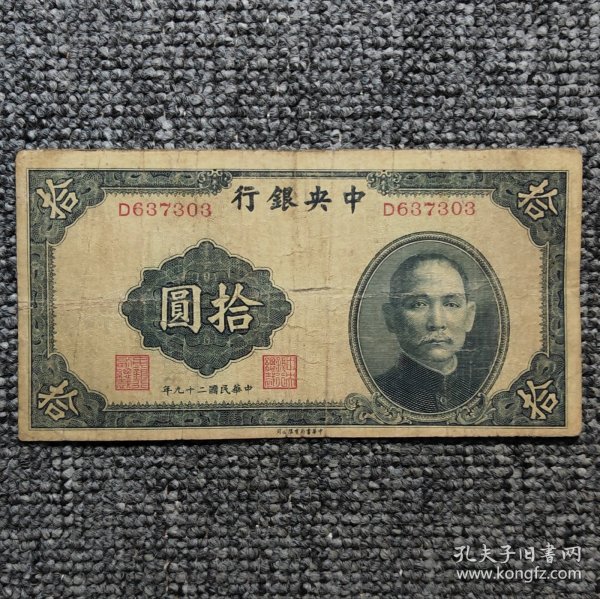 中央銀行
D637303
D637303
拾
拾
拾圓
中華民國二十九年
拾
拾
孔夫子旧書网
www.kongfz.com